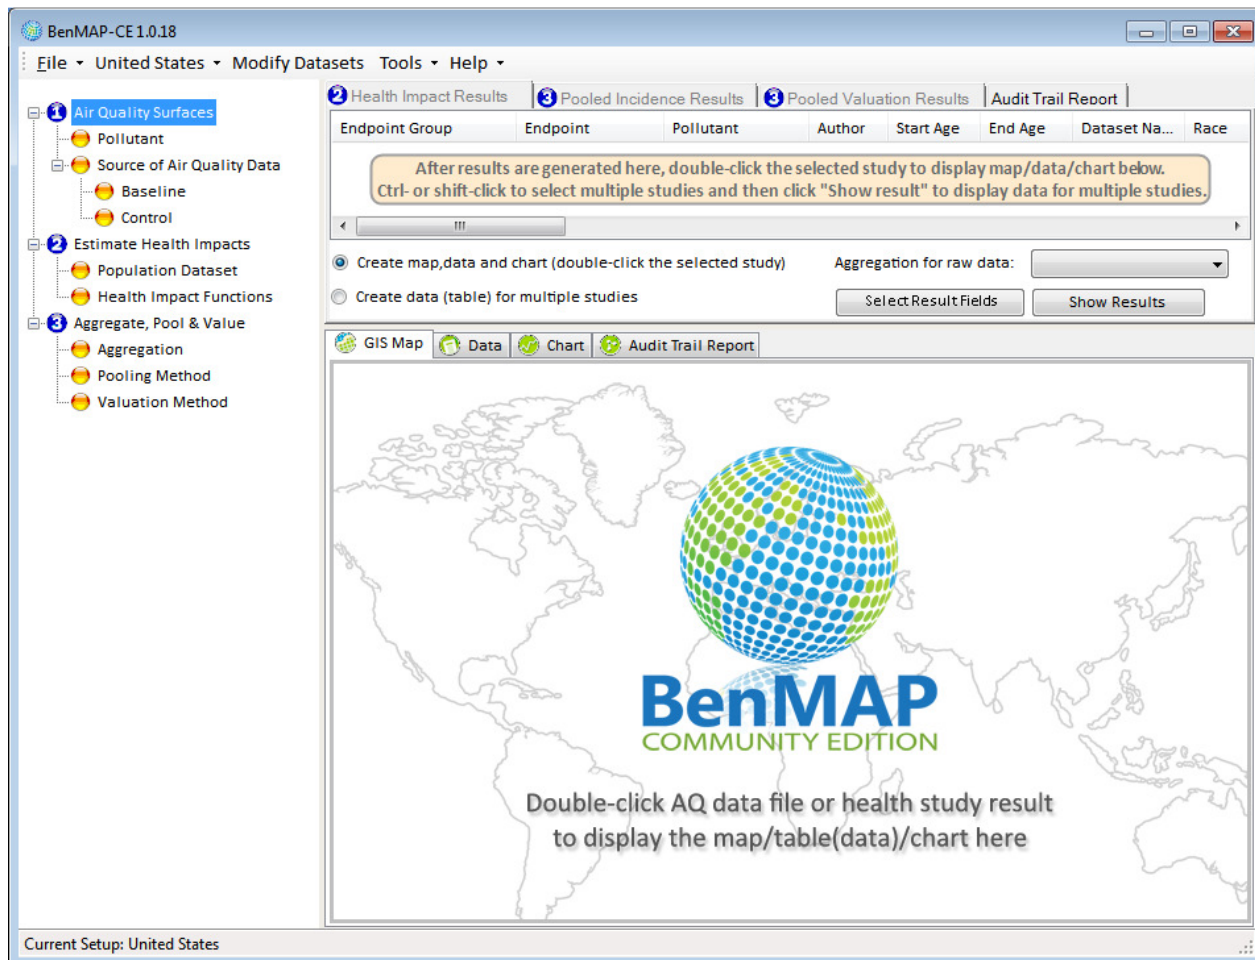 BenMAP-CE 1.0.18
File United States Modify Datasets Tools Help
1 Air Quality Surfaces
Pollutant
Source of Air Quality Data
Baseline
Control
2 Estimate Health Impacts
Population Dataset
Health Impact Functions
3 Aggregate, Pool & Value
Aggregation
Pooling Method
Valuation Method
2 Health Impact Results 3 Pooled Incidence Results 3 Pooled Valuation Results Audit Trail Report
Endpoint Group Endpoint Pollutant Author Start Age End Age Dataset Na... Race
After results are generated here, double-click the selected study to display map/data/chart below.
Ctrl- or shift-click to select multiple studies and then click "Show result" to display data for multiple studies.
Create map,data and chart (double-click the selected study) Aggregation for raw data:
Create data (table) for multiple studies Select Result Fields Show Results
GIS Map Data Chart Audit Trail Report
BenMAP
COMMUNITY EDITION
Double-click AQ data file or health study result
to display the map/table(data)/chart here
Current Setup: United States